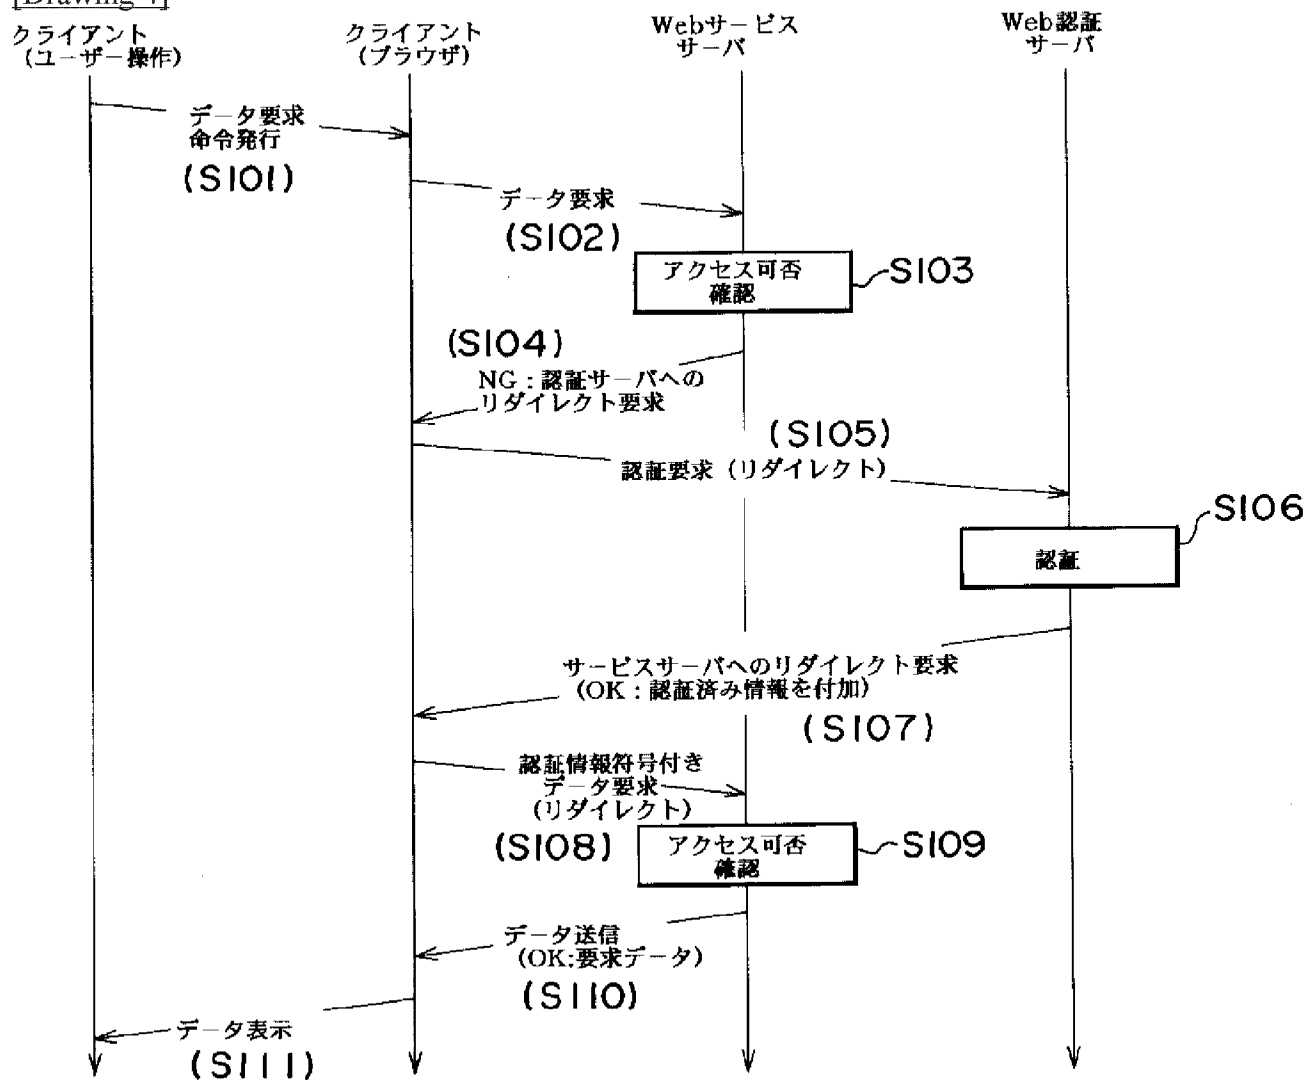 クライアント
(ユーザー操作)
クライアント
(ブラウザ)
Webサービス
サーバ
Web認証
サーバ
データ要求
命令発行
(S101)
データ要求
(S102)
アクセス可否
確認
S103
(S104)
NG:認証サーバへの
リダイレクト要求
(S105)
認証要求(リダイレクト)
S106
認証
サービスサーバへのリダイレクト要求
(OK:認証済み情報を付加)
(S107)
認証情報符号付き
データ要求
(リダイレクト)
(S108)
アクセス可否
確認
S109
データ送信
(OK:要求データ)
(S110)
データ表示
(S111)